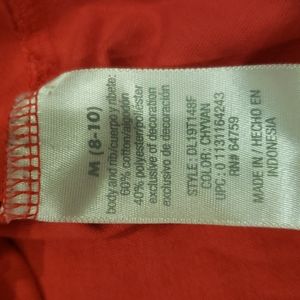 M (8-10)
body and rib/cuerpo y ribete:
60% cotton/algodón
40% polyester/poliéster
exclusive of decoration
exclusivo de decoración
STYLE : DL19T148F
COLOR: CHYVAN
UPC: 0 1131164243
RN# 64759
MADE IN / HECHO EN
INDONESIA